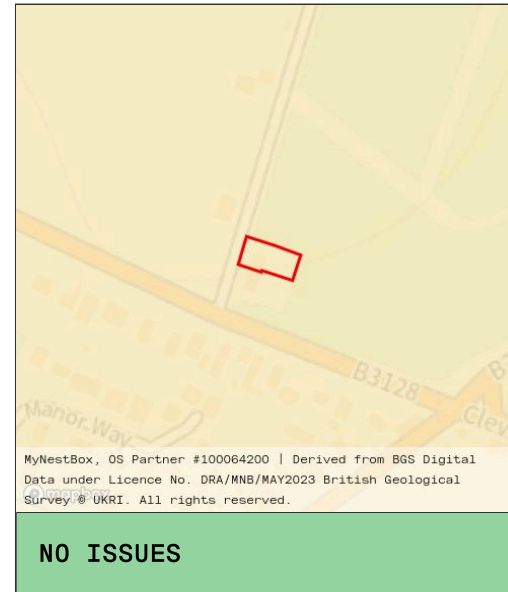 B3128
Manor Way
MyNestBox, OS Partner #100064200 | Derived from BGS Digital
Data under Licence No. DRA/MNB/MAY2023 British Geological
mapbox
Survey © UKRI. All rights reserved.
NO ISSUES